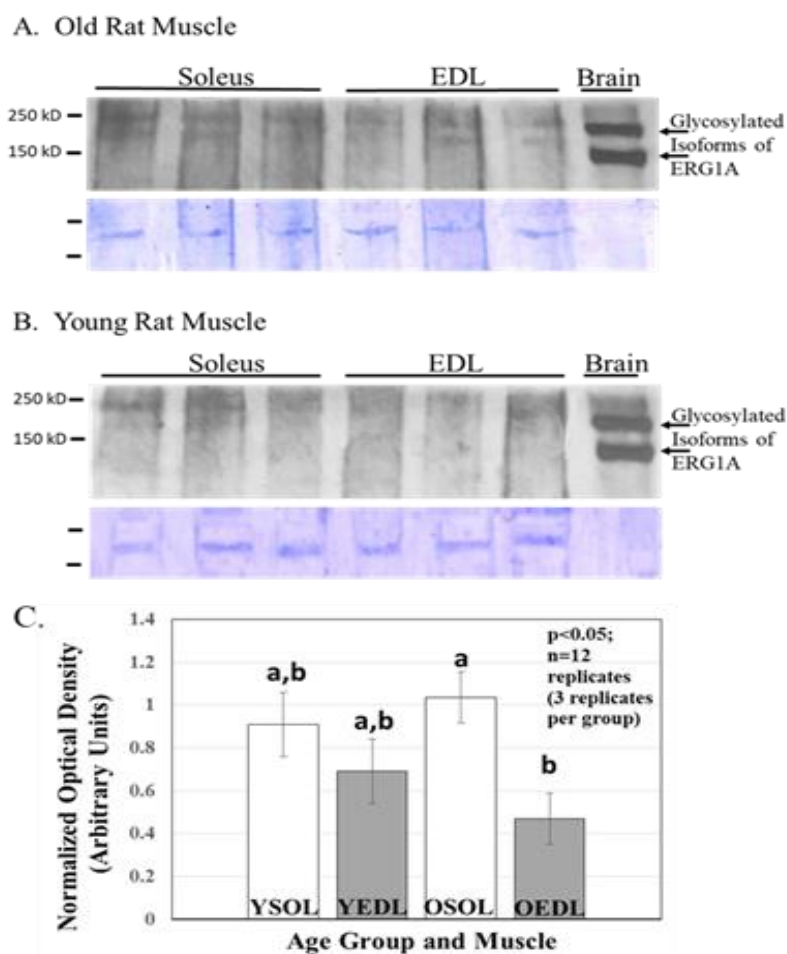 A. Old Rat Muscle
Soleus EDL Brain
250 kD
150 kD
Glycosylated
Isoforms of
ERG1A
B. Young Rat Muscle
Soleus EDL Brain
250 kD
150 kD
Glycosylated
Isoforms of
ERG1A
C.
Normalized Optical Density
(Arbitrary Units)
1.4
1.2
1
0.8
0.6
0.4
0.2
0
a,b
a,b
a
b
p<0.05;
n=12
replicates
(3 replicates
per group)
YSOL YEDL OSOL OEDL
Age Group and Muscle